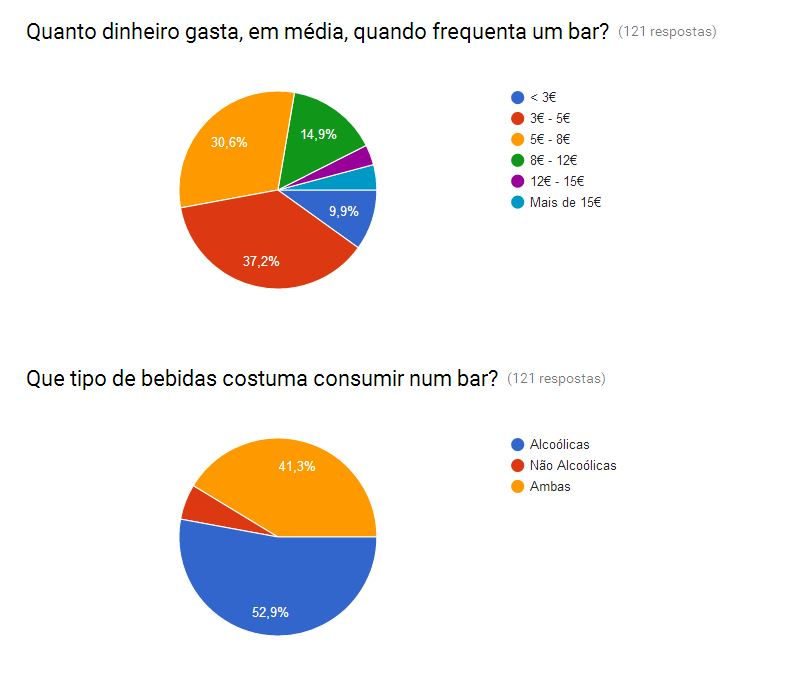 Quanto dinheiro gasta, em média, quando frequenta um bar? (121 respostas)
30,6%
14,9%
9,9%
37,2%
< 3€
3€ - 5€
5€ - 8€
8€ - 12€
12€ - 15€
Mais de 15€
Que tipo de bebidas costuma consumir num bar? (121 respostas)
41,3%
52,9%
Alcoólicas
Não Alcoólicas
Ambas